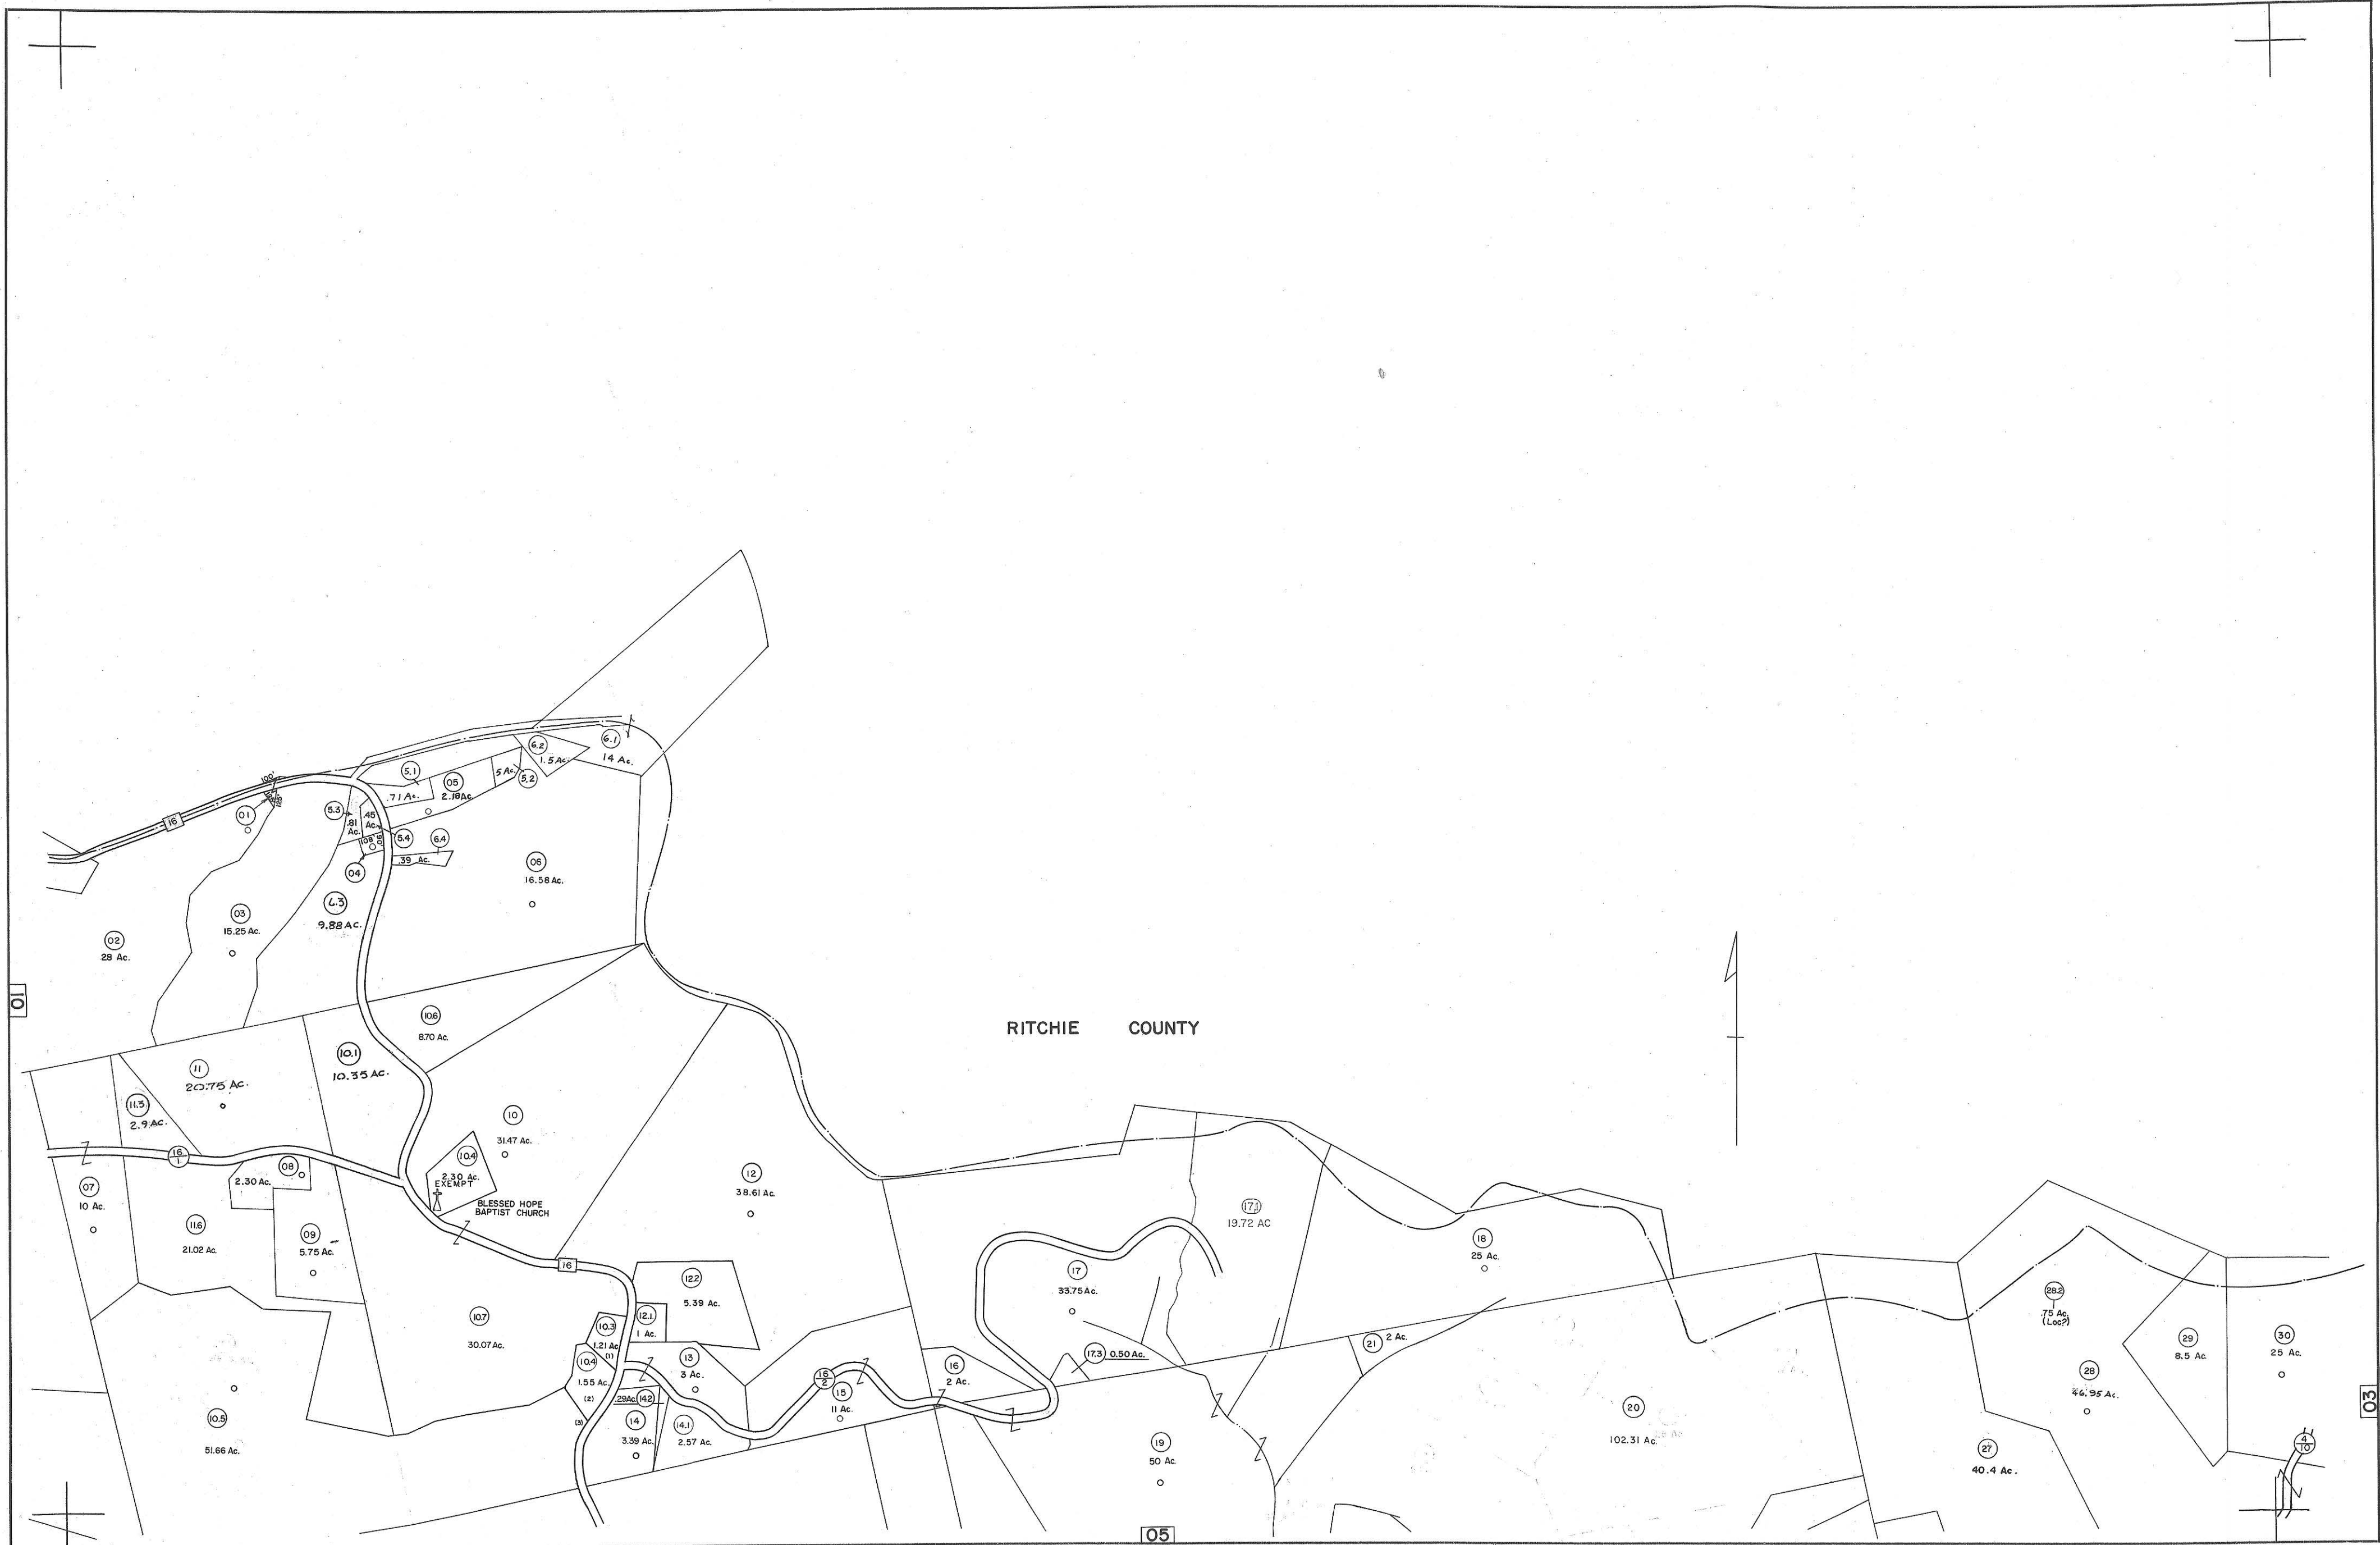 6.2
6.1
1.5 Ac.
14 Ac.
5.1
05
5 Ac.
5.2
.71 Ac.
2.18Ac.
100'
01
16
5.3
.45
Ac.
.81
Ac.
5.4
6.4
108'
.39 Ac.
04
06
16.58 Ac.
6.3
9.88 AC.
03
15.25 Ac.
02
28 Ac.
01
10.6
8.70 Ac.
RITCHIE COUNTY
10.1
10.35 AC.
11
20.75 AC.
11.3
2.9 AC.
10
31.47 Ac.
16
1
10.4
2.30 Ac.
EXEMPT
BLESSED HOPE
BAPTIST CHURCH
08
2.30 Ac.
07
10 Ac.
12
38.61 Ac.
11.6
21.02 Ac.
09
5.75 Ac.
16
17.1
19.72 AC
18
25 Ac.
17
33.75 Ac.
12.2
5.39 Ac.
28.2
.75 Ac.
(Loc?)
10.7
30.07 Ac.
12.1
1 Ac.
10.3
1.21 Ac
(1)
10.4
1.55 Ac.
(2)
(3)
13
3 Ac.
21
2 Ac.
17.3
0.50 Ac.
29
8.5 Ac.
30
25 Ac.
16
2 Ac.
16
2
15
11 Ac.
28
46.95 Ac.
.29Ac.
14.2
14
3.39 Ac.
14.1
2.57 Ac.
10.5
51.66 Ac.
20
102.31 Ac.
03
19
50 Ac.
27
40.4 Ac.
4
10
05